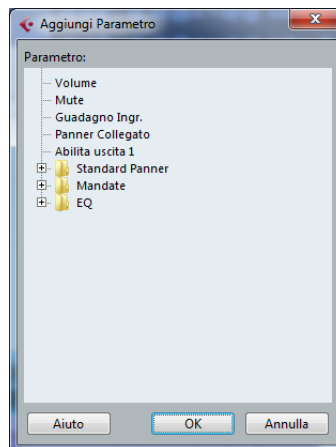 Aggiungi Parametro
Parametro:
Volume
Mute
Guadagno Ingr.
Panner Collegato
Abilita uscita 1
Standard Panner
Mandate
EQ
Aiuto OK Annulla